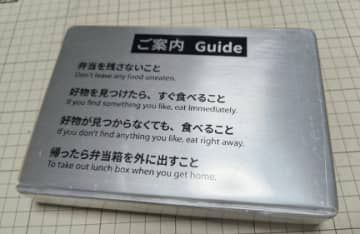 ご案内 Guide
弁当を残さないこと
Don't leave any food uneaten.
好物を見つけたら、すぐ食べること
If you find something you like, eat immediately.
好物が見つからなくても、食べること
If you don't find anything you like, eat right away.
帰ったら弁当箱を外に出すこと
To take out lunch box when you get home.